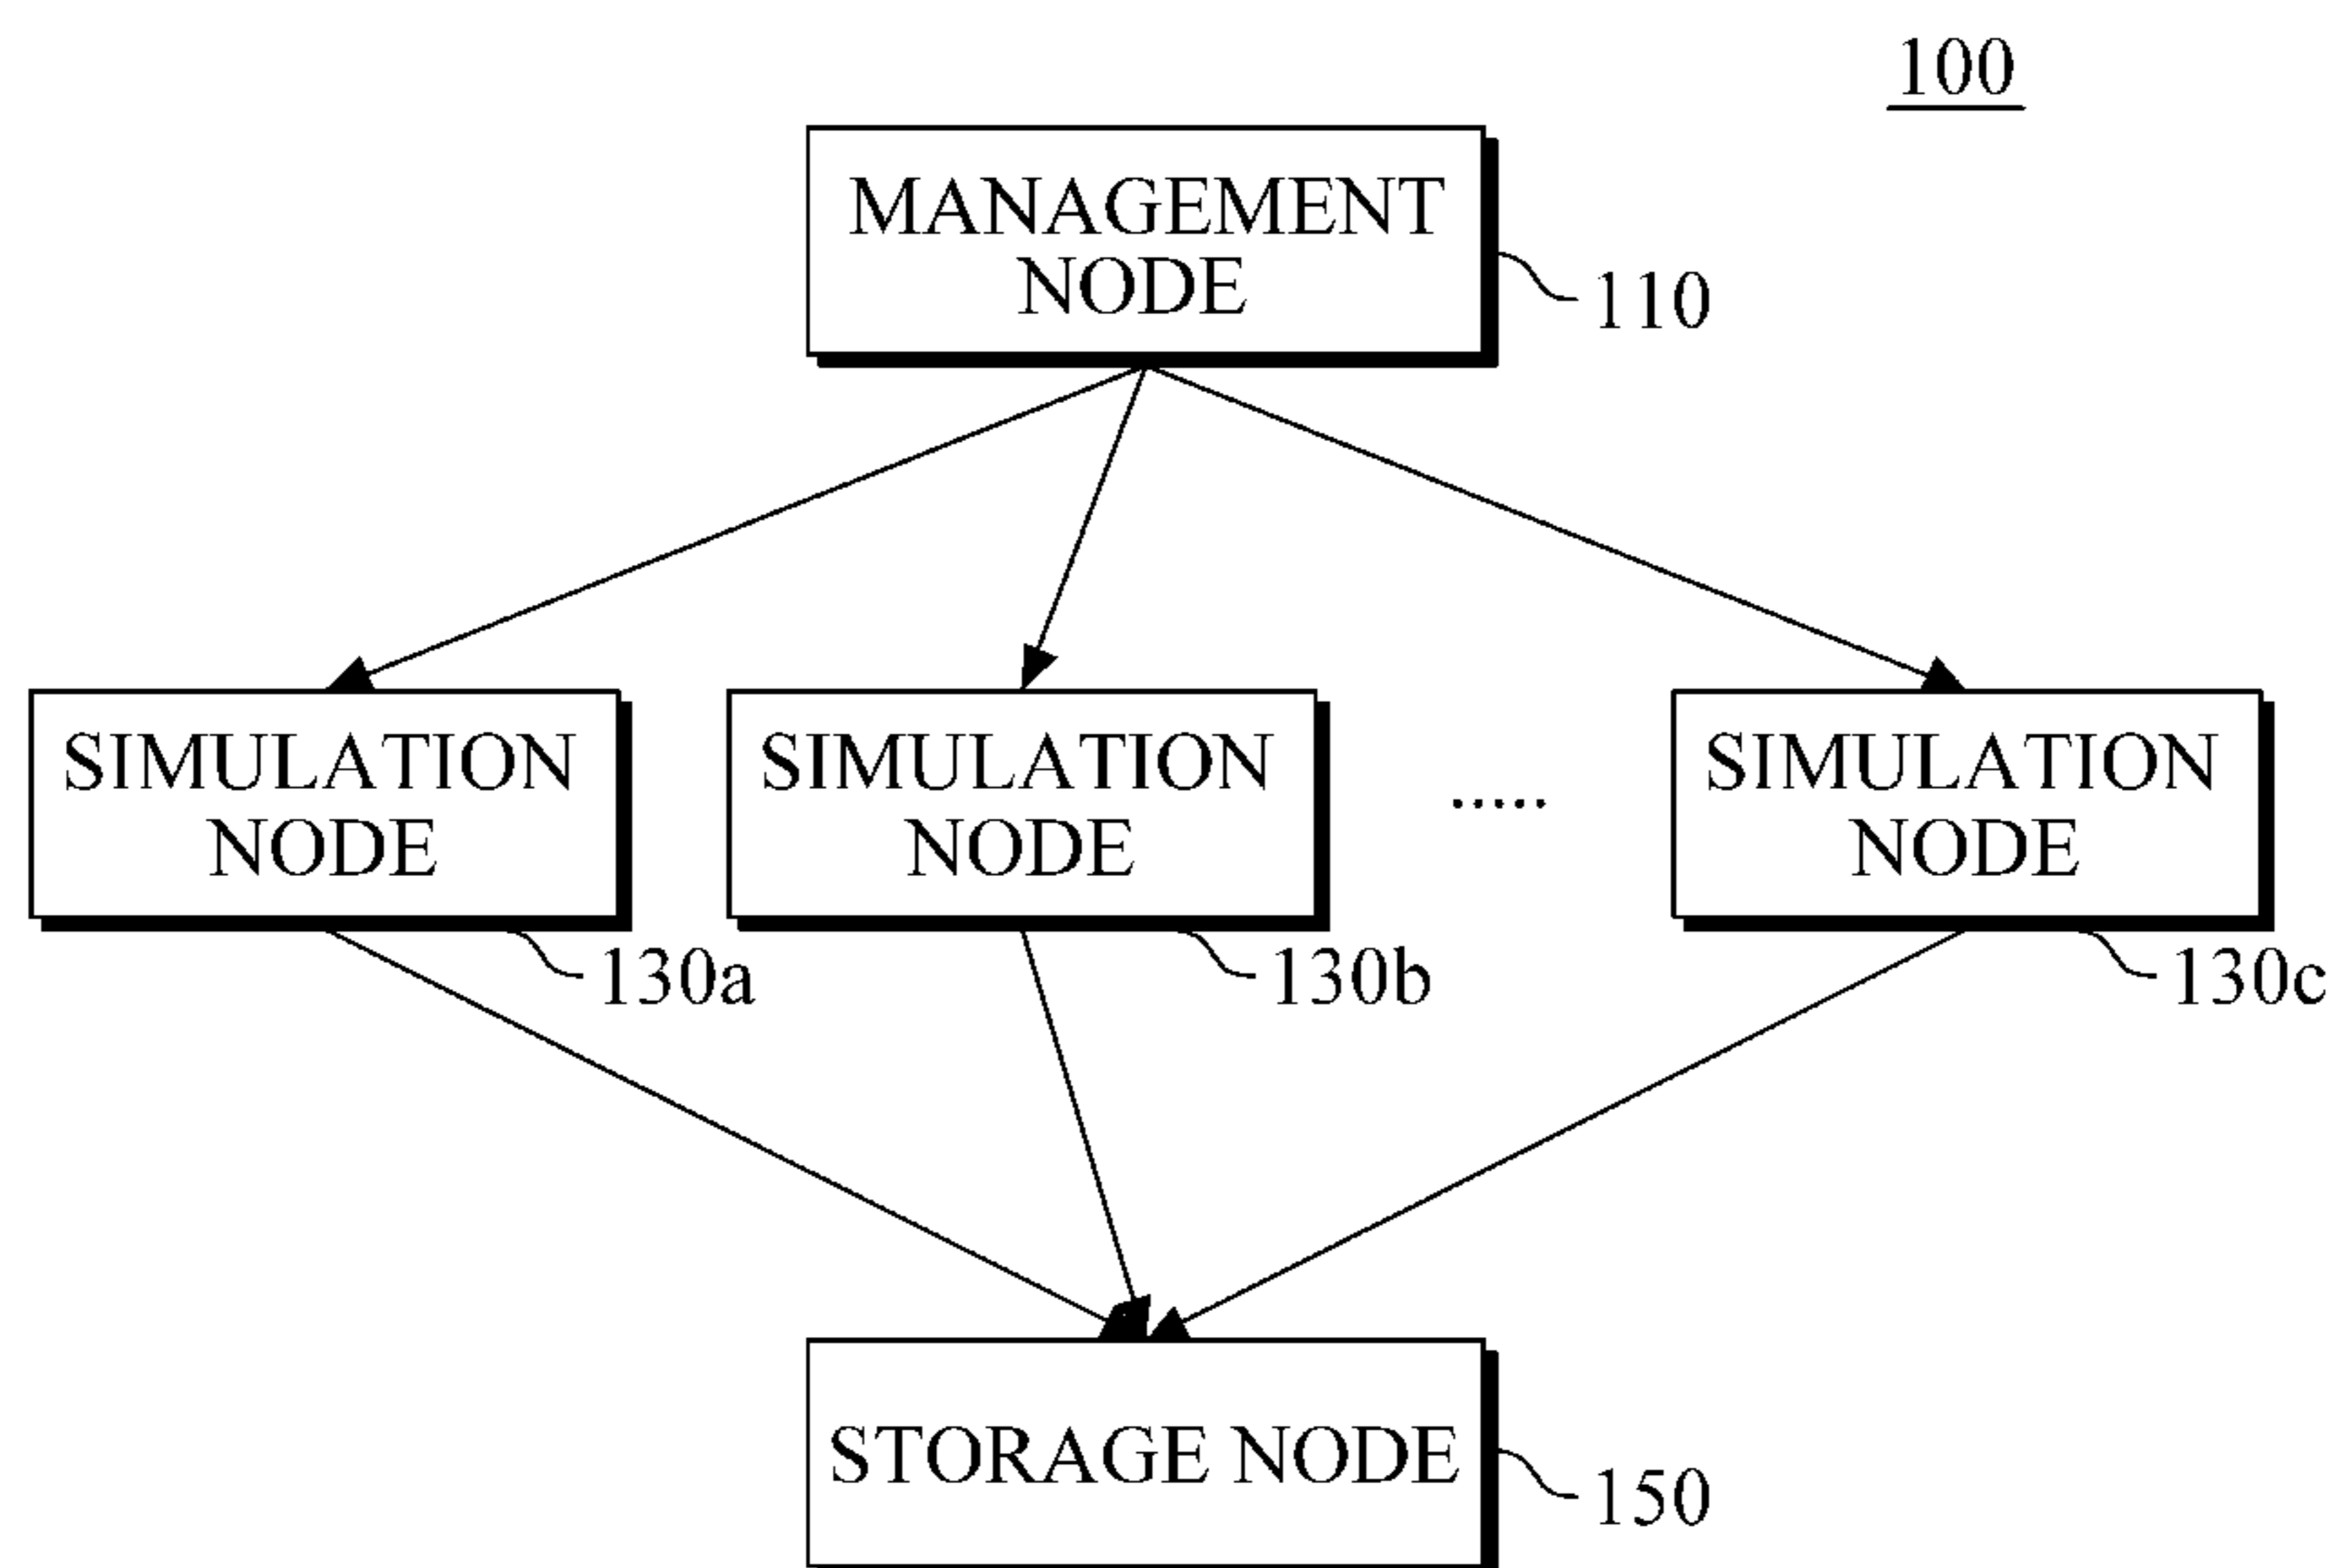 100
MANAGEMENT
NODE
110
SIMULATION
NODE
SIMULATION
NODE
.....
SIMULATION
NODE
130a
130b
130c
STORAGE NODE
150